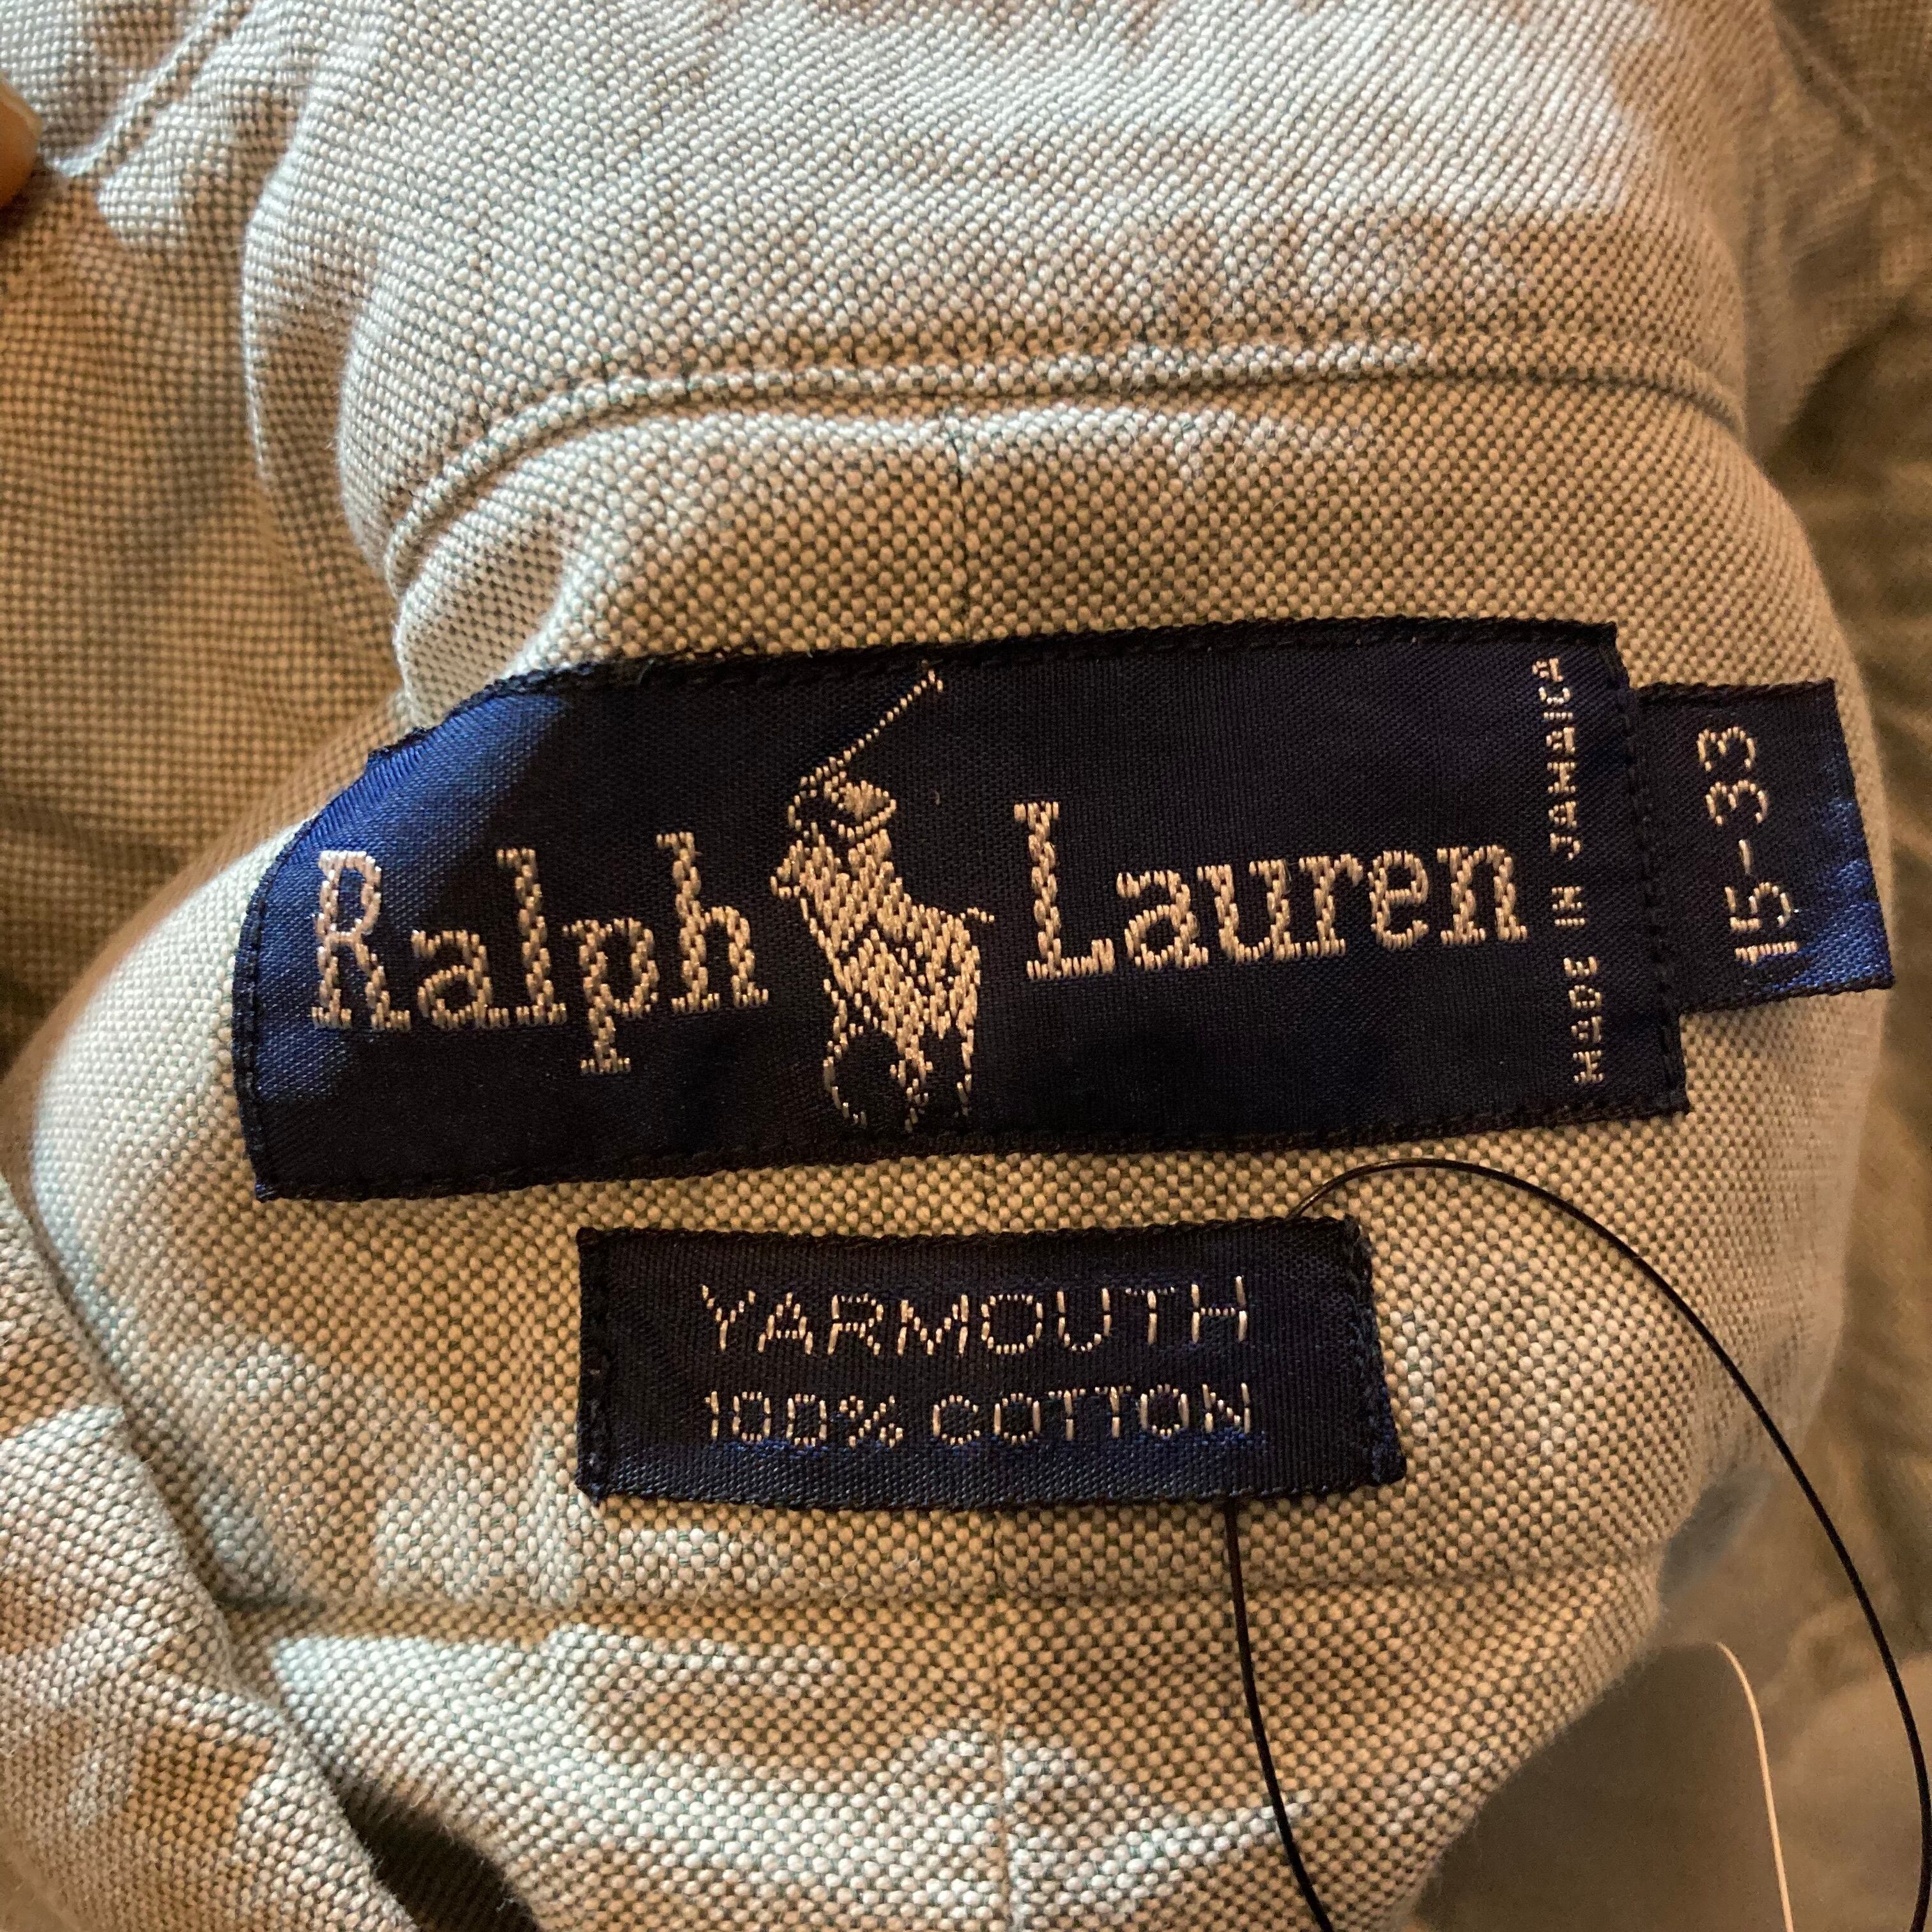 Ralph Lauren
MADE IN JAMAICA
15-33
YARMOUTH
100% COTTON